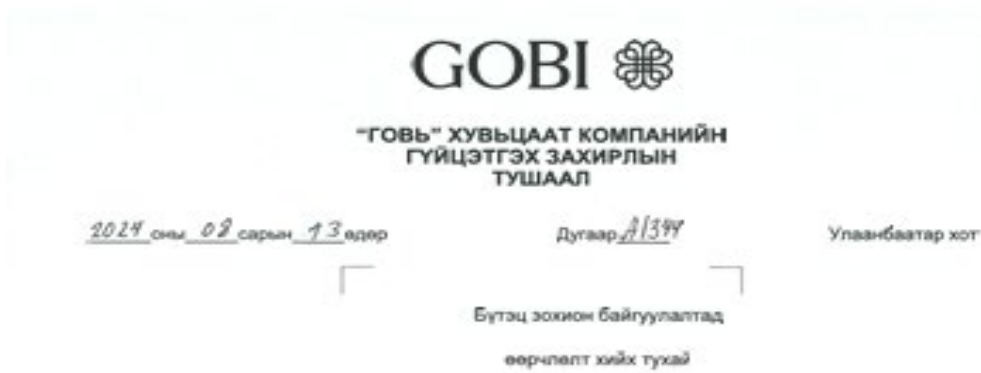 GOBI
"ГОВЬ" ХУВЬЦААТ КОМПАНИЙН
ГҮЙЦЭТГЭХ ЗАХИРЛЫН
ТУШААЛ
2024 оны 08 сарын 13 өдөр Дугаар А/344 Улаанбаатар хот
Бүтэц зохион байгуулалтад
өөрчлөлт хийх тухай